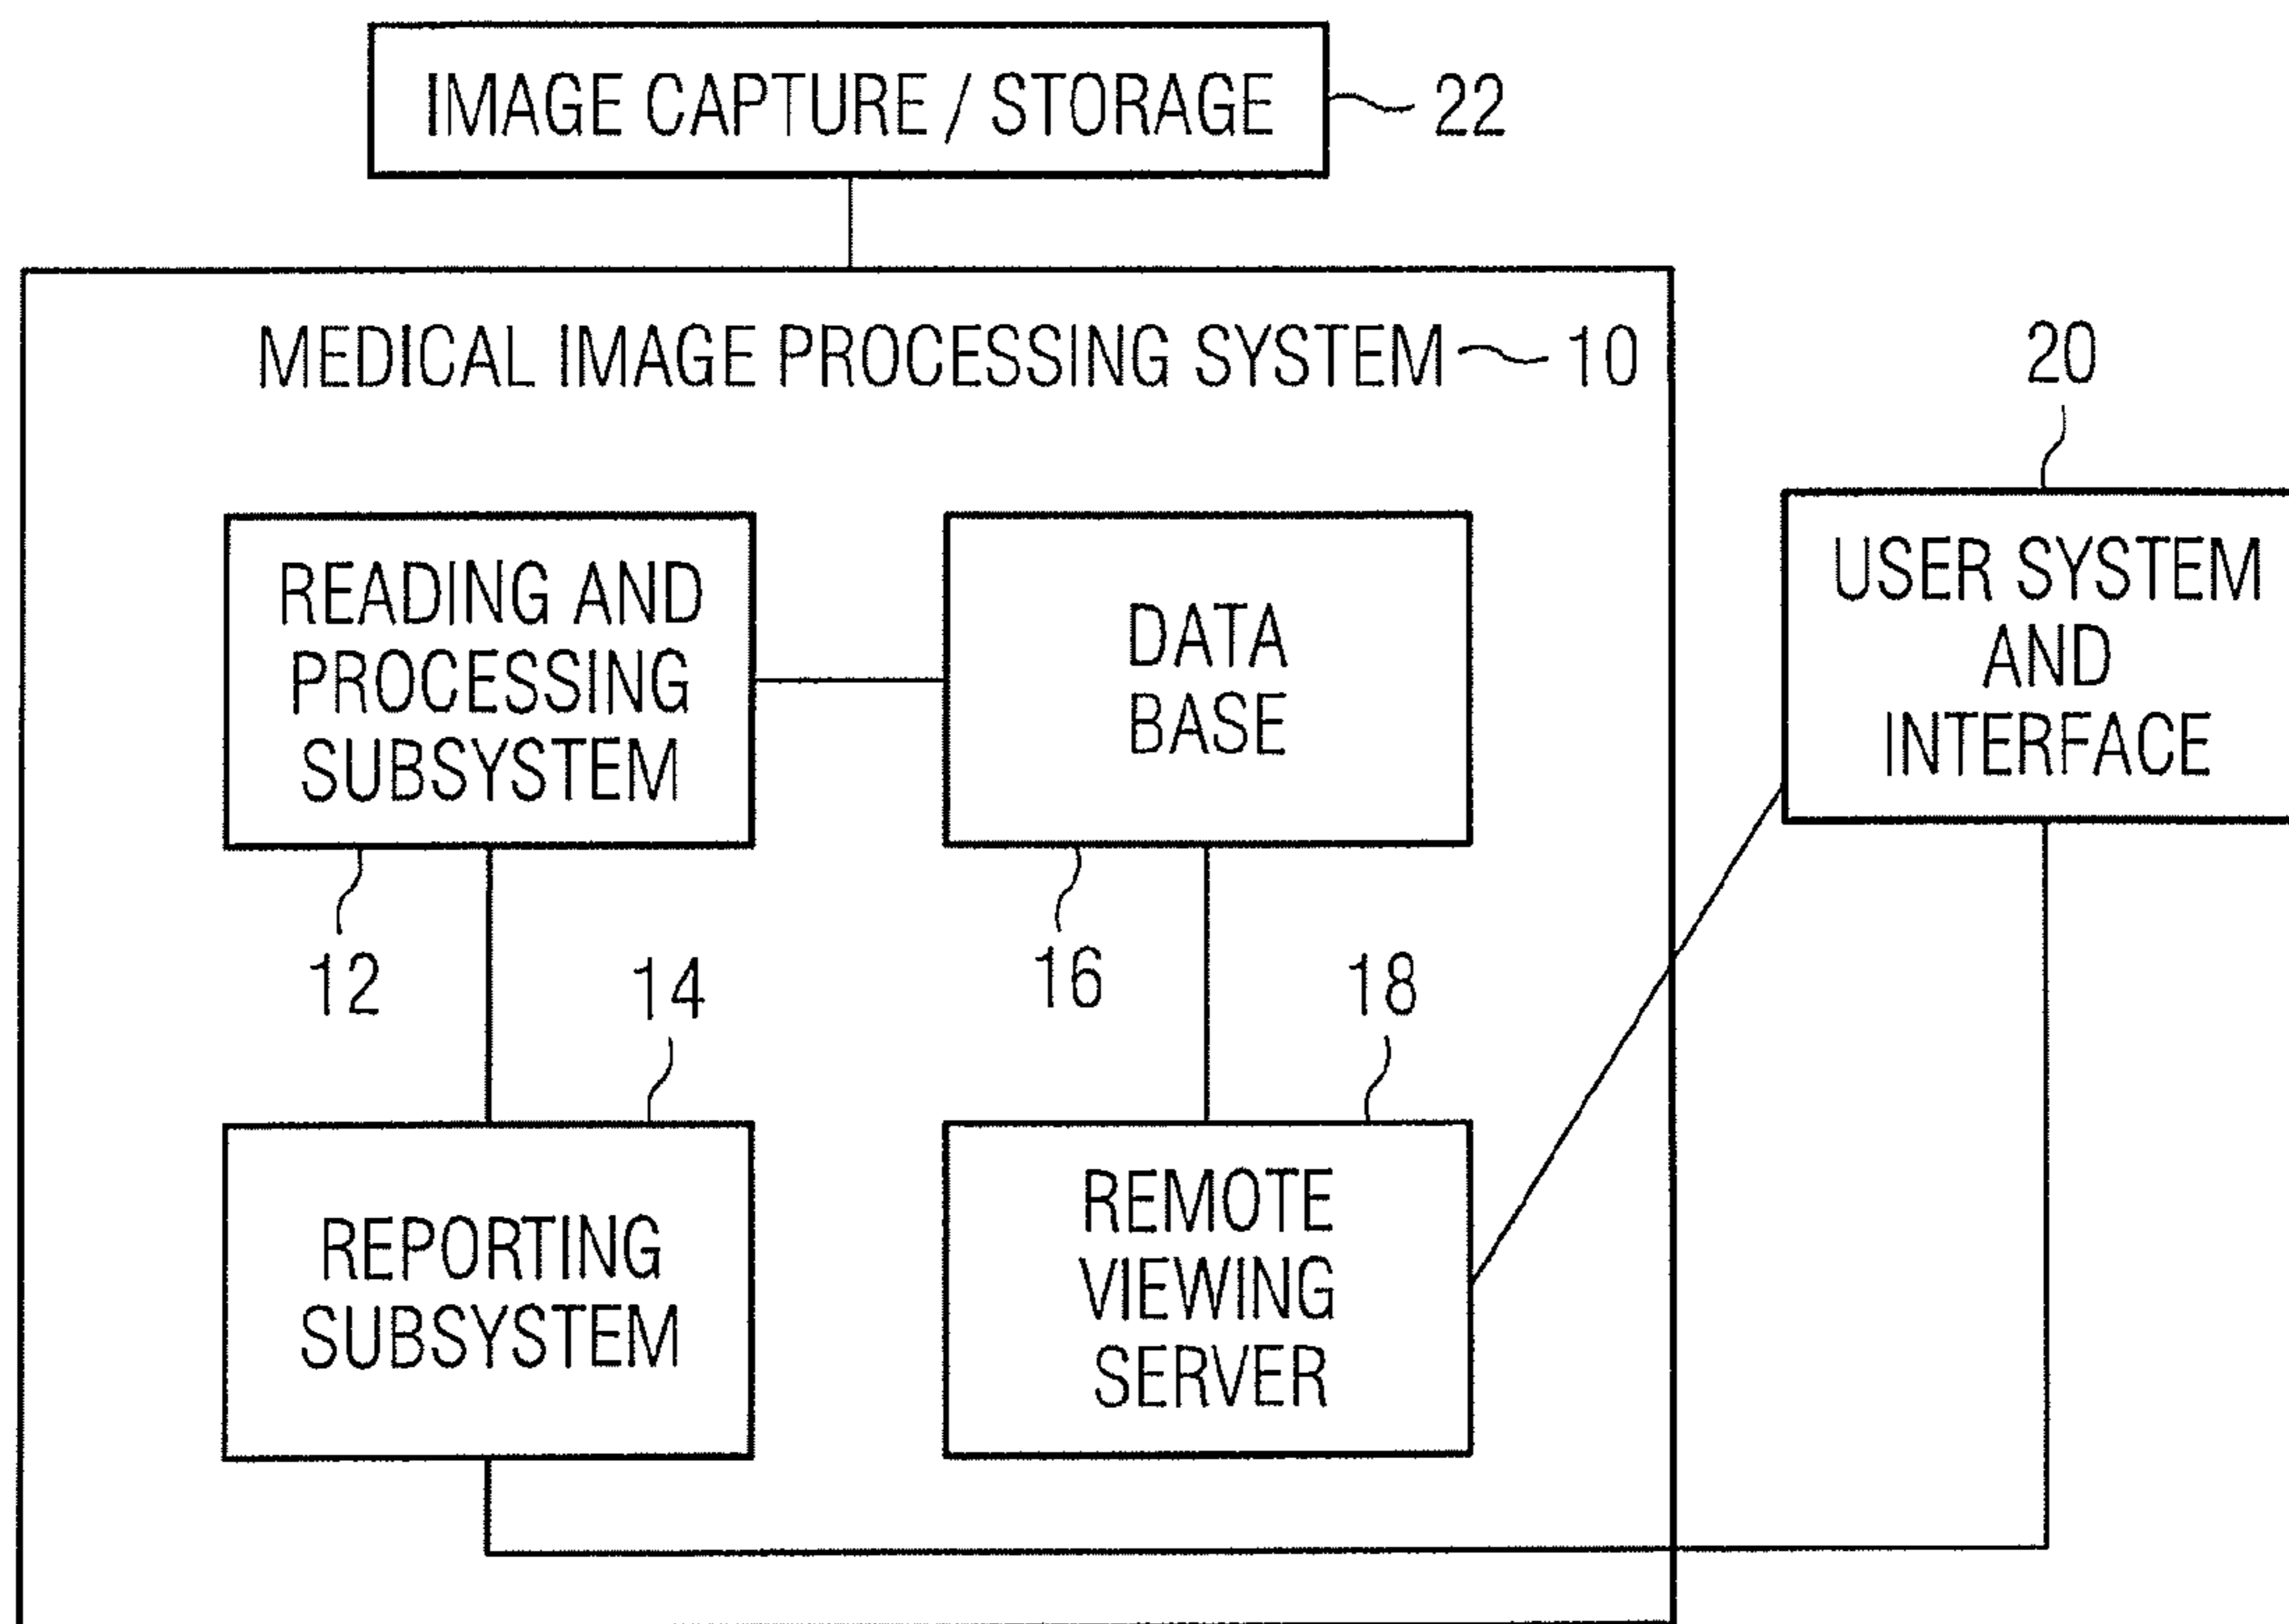 IMAGE CAPTURE / STORAGE
22
MEDICAL IMAGE PROCESSING SYSTEM
10
20
READING AND
PROCESSING
SUBSYSTEM
DATA
BASE
USER SYSTEM
AND
INTERFACE
12
14
16
18
REPORTING
SUBSYSTEM
REMOTE
VIEWING
SERVER